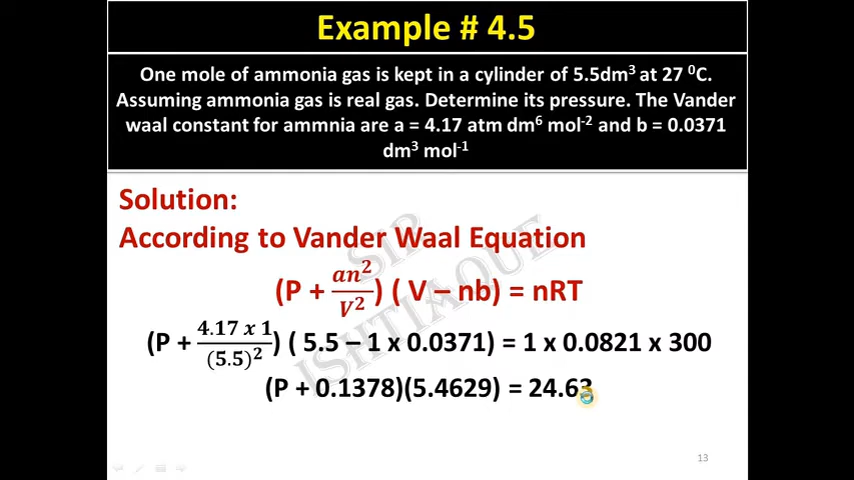 Example # 4.5
One mole of ammonia gas is kept in a cylinder of 5.5dm³ at 27 ⁰C.
Assuming ammonia gas is real gas. Determine its pressure. The Vander
waal constant for ammnia are a = 4.17 atm dm⁶ mol⁻² and b = 0.0371
dm³ mol⁻¹
Solution:
According to Vander Waal Equation
(P + an²/V²) ( V – nb) = nRT
(P + 4.17 x 1/(5.5)²) ( 5.5 – 1 x 0.0371) = 1 x 0.0821 x 300
(P + 0.1378)(5.4629) = 24.63
SIR
ISHTIAQUE
13